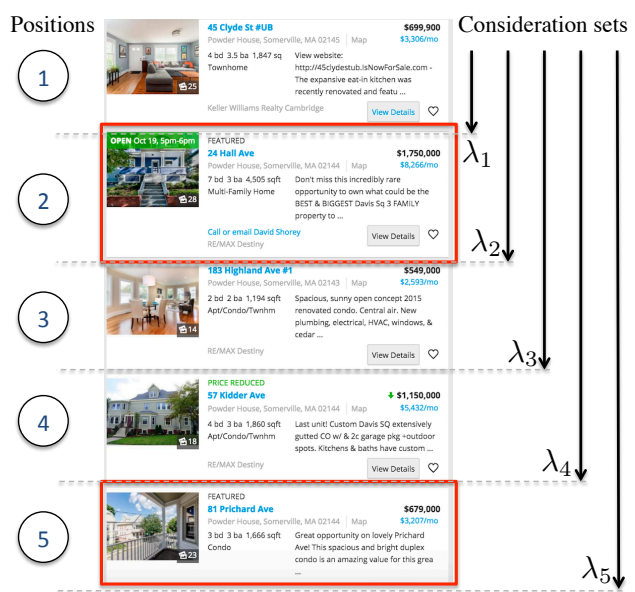 Positions
Consideration sets
1
45 Clyde St #UB
$699,900
Powder House, Somerville, MA 02145 | Map
$3,306/mo
4 bd 3.5 ba 1,847 sq
Townhome
View website:
http://45clydestub.IsNowForSale.com -
The expansive eat-in kitchen was
recently renovated and featu ...
25
Keller Williams Realty Cambridge
View Details
λ1
2
OPEN Oct 19, 5pm-6pm
FEATURED
24 Hall Ave
$1,750,000
Powder House, Somerville, MA 02144 | Map
$8,266/mo
7 bd 3 ba 4,505 sqft
Multi-Family Home
Don't miss this incredibly rare
opportunity to own what could be the
BEST & BIGGEST Davis Sq 3 FAMILY
property to ...
28
Call or email David Shorey
RE/MAX Destiny
View Details
λ2
3
183 Highland Ave #1
$549,000
Powder House, Somerville, MA 02143 | Map
$2,593/mo
2 bd 2 ba 1,194 sqft
Apt/Condo/Twnhm
Spacious, sunny open concept 2015
renovated condo. Central air. New
plumbing, electrical, HVAC, windows, &
cedar ...
14
RE/MAX Destiny
View Details
λ3
4
PRICE REDUCED
57 Kidder Ave
$1,150,000
Powder House, Somerville, MA 02144 | Map
$5,432/mo
4 bd 3 ba 1,860 sqft
Apt/Condo/Twnhm
Last unit! Custom Davis SQ extensively
gutted CO w/ & 2c garage pkg +outdoor
spots. Kitchens & baths have custom ...
18
RE/MAX Destiny
View Details
λ4
5
FEATURED
81 Prichard Ave
$679,000
Powder House, Somerville, MA 02144 | Map
$3,207/mo
3 bd 3 ba 1,666 sqft
Condo
Great opportunity on lovely Prichard
Ave! This spacious and bright duplex
condo is an amazing value for this grea
...
23
λ5